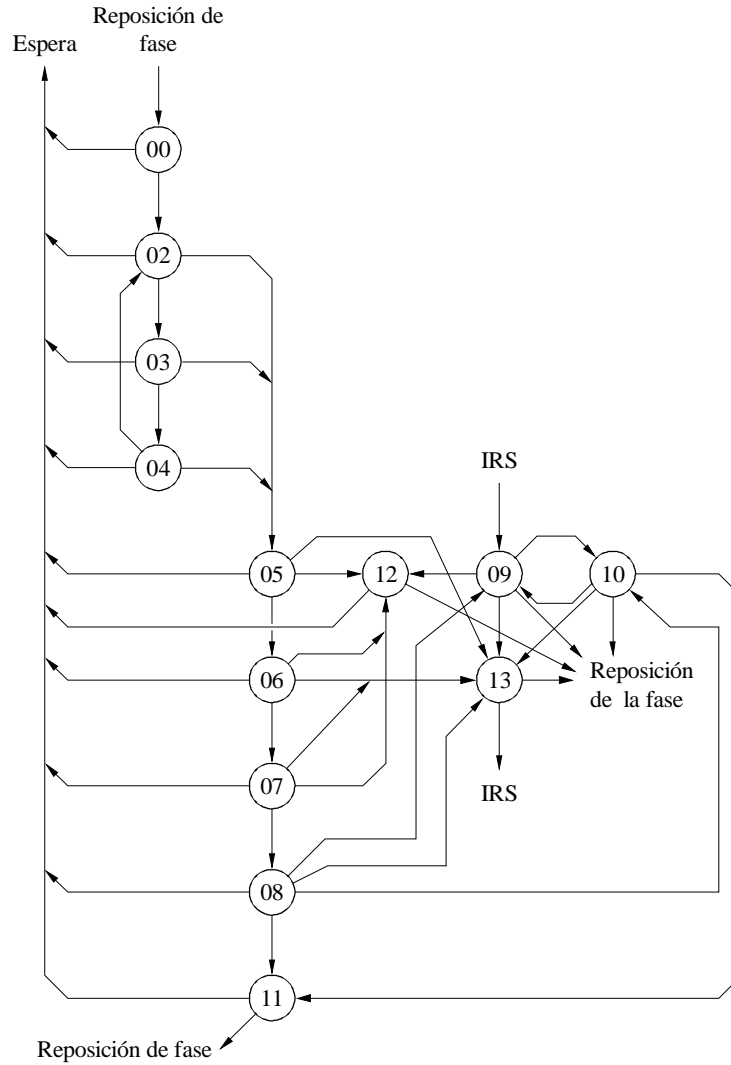 Reposición de
fase
Espera
00
02
03
04
IRS
05
12
09
10
06
13
Reposición
de la fase
07
IRS
08
11
Reposición de fase